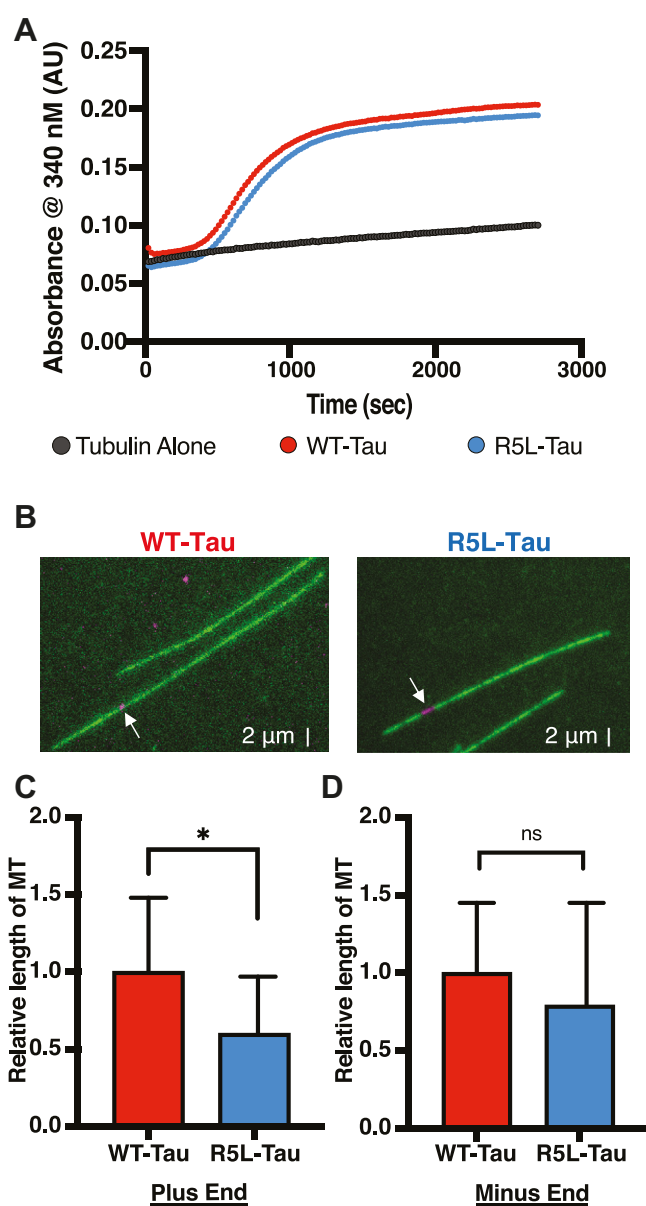 A
Absorbance @ 340 nM (AU)
0.25
0.20
0.15
0.10
0.05
0.00
0
1000
2000
3000
Time (sec)
Tubulin Alone
WT-Tau
R5L-Tau
B
WT-Tau
R5L-Tau
2 µm
2 µm
C
Relative length of MT
2.0
1.5
1.0
0.5
0.0
*
WT-Tau
R5L-Tau
Plus End
D
Relative length of MT
2.0
1.5
1.0
0.5
0.0
ns
WT-Tau
R5L-Tau
Minus End